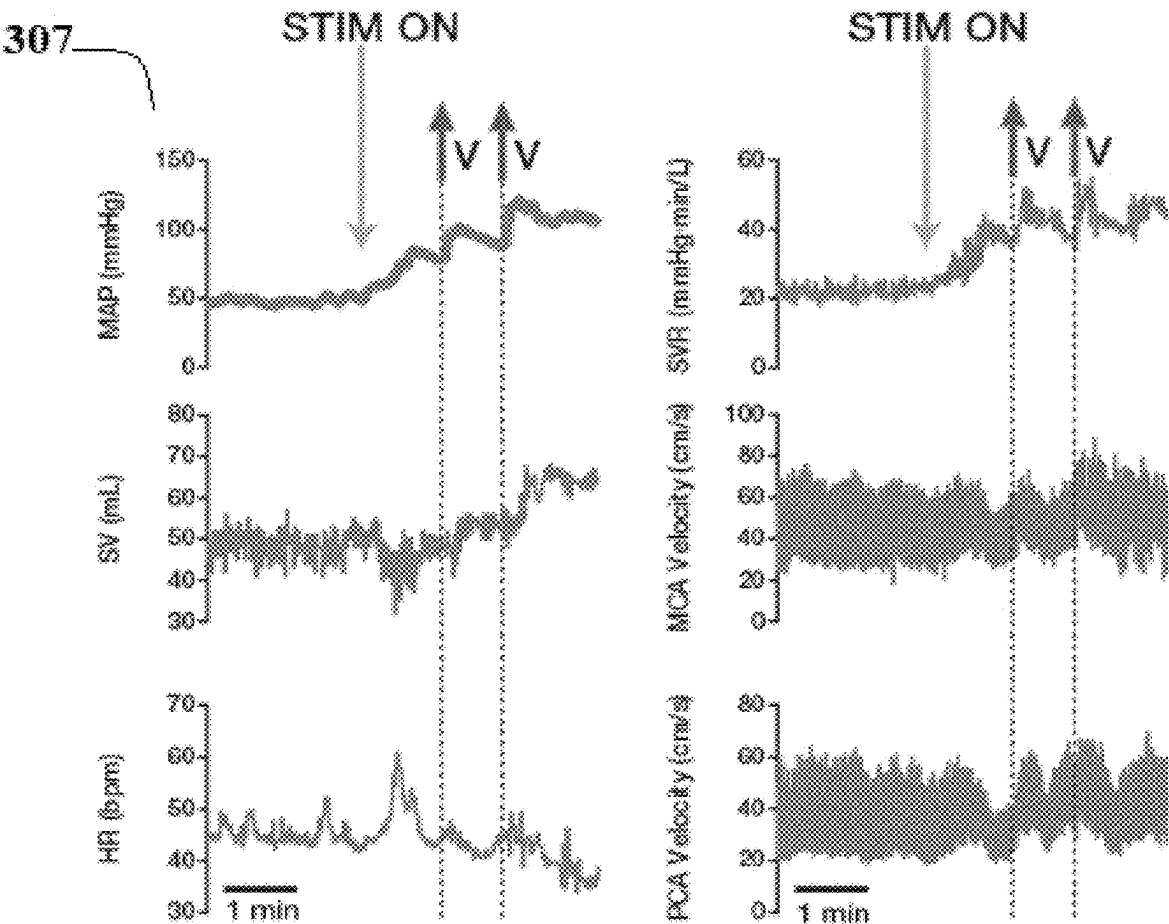 307
STIM ON
STIM ON
V V
V V
MAP (mmHg)
150
100
50
0
SVR (mmHg·min/L)
60
40
20
0
SV (mL)
80
70
60
50
40
30
MCA Velocity (cm/s)
100
80
60
40
20
0
HR (bpm)
70
60
50
40
30
1 min
PCA Velocity (cm/s)
80
60
40
20
0
1 min